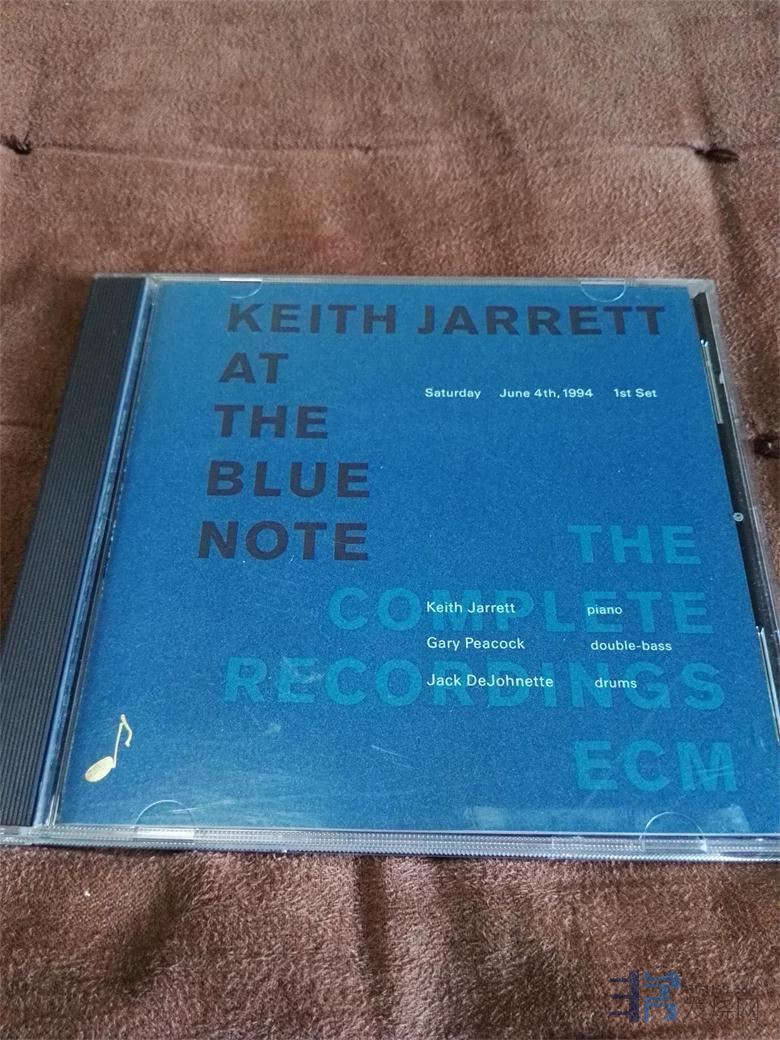 KEITH JARRETT
AT
THE
BLUE
NOTE
Saturday June 4th, 1994 1st Set
THE
COMPLETE
RECORDINGS
ECM
Keith Jarrett piano
Gary Peacock double-bass
Jack DeJohnette drums